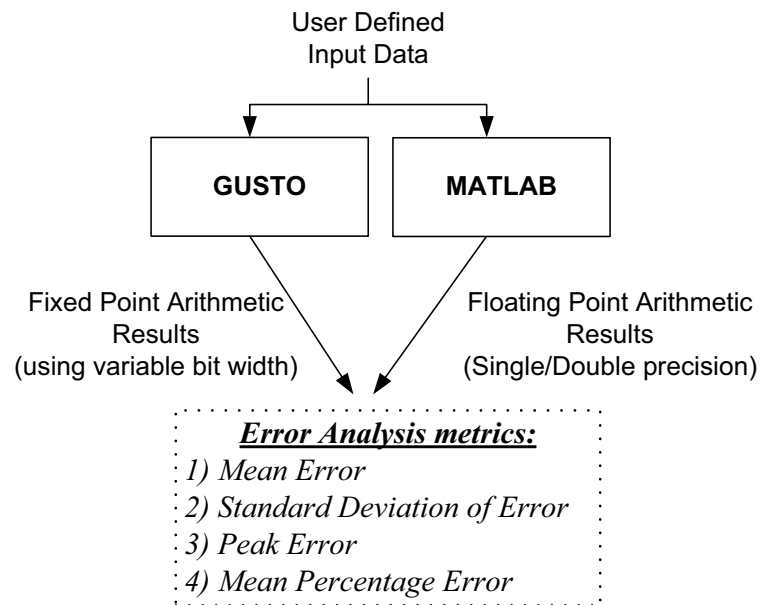 User Defined
Input Data
GUSTO
MATLAB
Fixed Point Arithmetic
Results
(using variable bit width)
Floating Point Arithmetic
Results
(Single/Double precision)
Error Analysis metrics:
1) Mean Error
2) Standard Deviation of Error
3) Peak Error
4) Mean Percentage Error